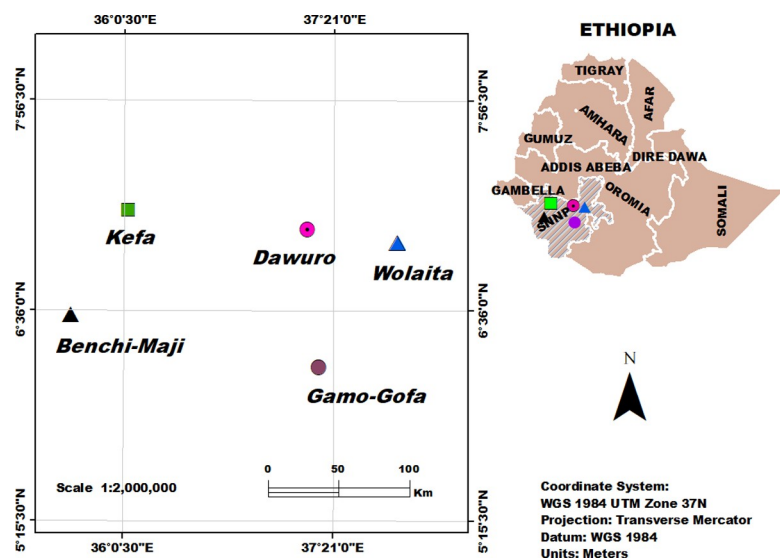 36°0'30"E
37°21'0"E
ETHIOPIA
7°56'30"N
7°56'30"N
TIGRAY
AFAR
AMHARA
GUMUZ
DIRE DAWA
ADDIS ABEBA
GAMBELLA
OROMIA
SNNP
SOMALI
Kefa
Dawuro
Wolaita
6°36'0"N
6°36'0"N
Benchi-Maji
Gamo-Gofa
N
0 50 100
Km
Scale 1:2,000,000
5°15'30"N
5°15'30"N
36°0'30"E
37°21'0"E
Coordinate System:
WGS 1984 UTM Zone 37N
Projection: Transverse Mercator
Datum: WGS 1984
Units: Meters